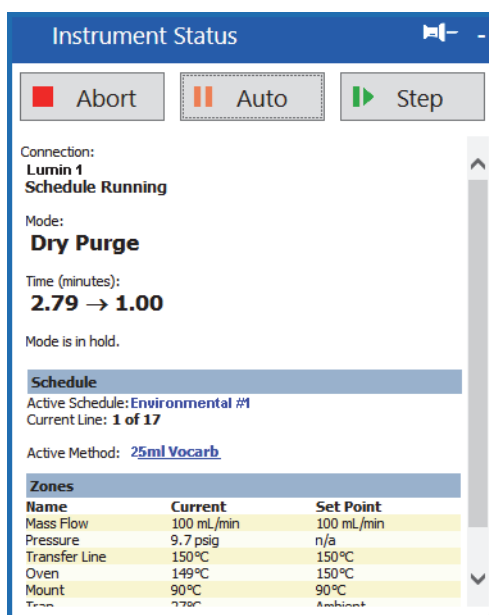 Instrument Status
Abort Auto Step
Connection:
Lumin 1
Schedule Running
Mode:
Dry Purge
Time (minutes):
2.79 → 1.00
Mode is in hold.
Schedule
Active Schedule: Environmental #1
Current Line: 1 of 17
Active Method: 25ml Vocarb
Zones
Name Current Set Point
Mass Flow 100 mL/min 100 mL/min
Pressure 9.7 psig n/a
Transfer Line 150°C 150°C
Oven 149°C 150°C
Mount 90°C 90°C
Trap 27°C Ambient